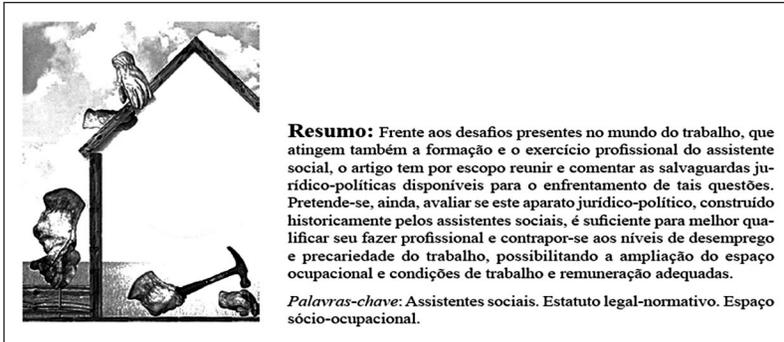 Resumo: Frente aos desafios presentes no mundo do trabalho, que
atingem também a formação e o exercício profissional do assistente
social, o artigo tem por escopo reunir e comentar as salvaguardas ju-
rídico-políticas disponíveis para o enfrentamento de tais questões.
Pretende-se, ainda, avaliar se este aparato jurídico-político, construído
historicamente pelos assistentes sociais, é suficiente para melhor qua-
lificar seu fazer profissional e contrapor-se aos níveis de desemprego
e precariedade do trabalho, possibilitando a ampliação do espaço
ocupacional e condições de trabalho e remuneração adequadas.
Palavras-chave: Assistentes sociais. Estatuto legal-normativo. Espaço
sócio-ocupacional.